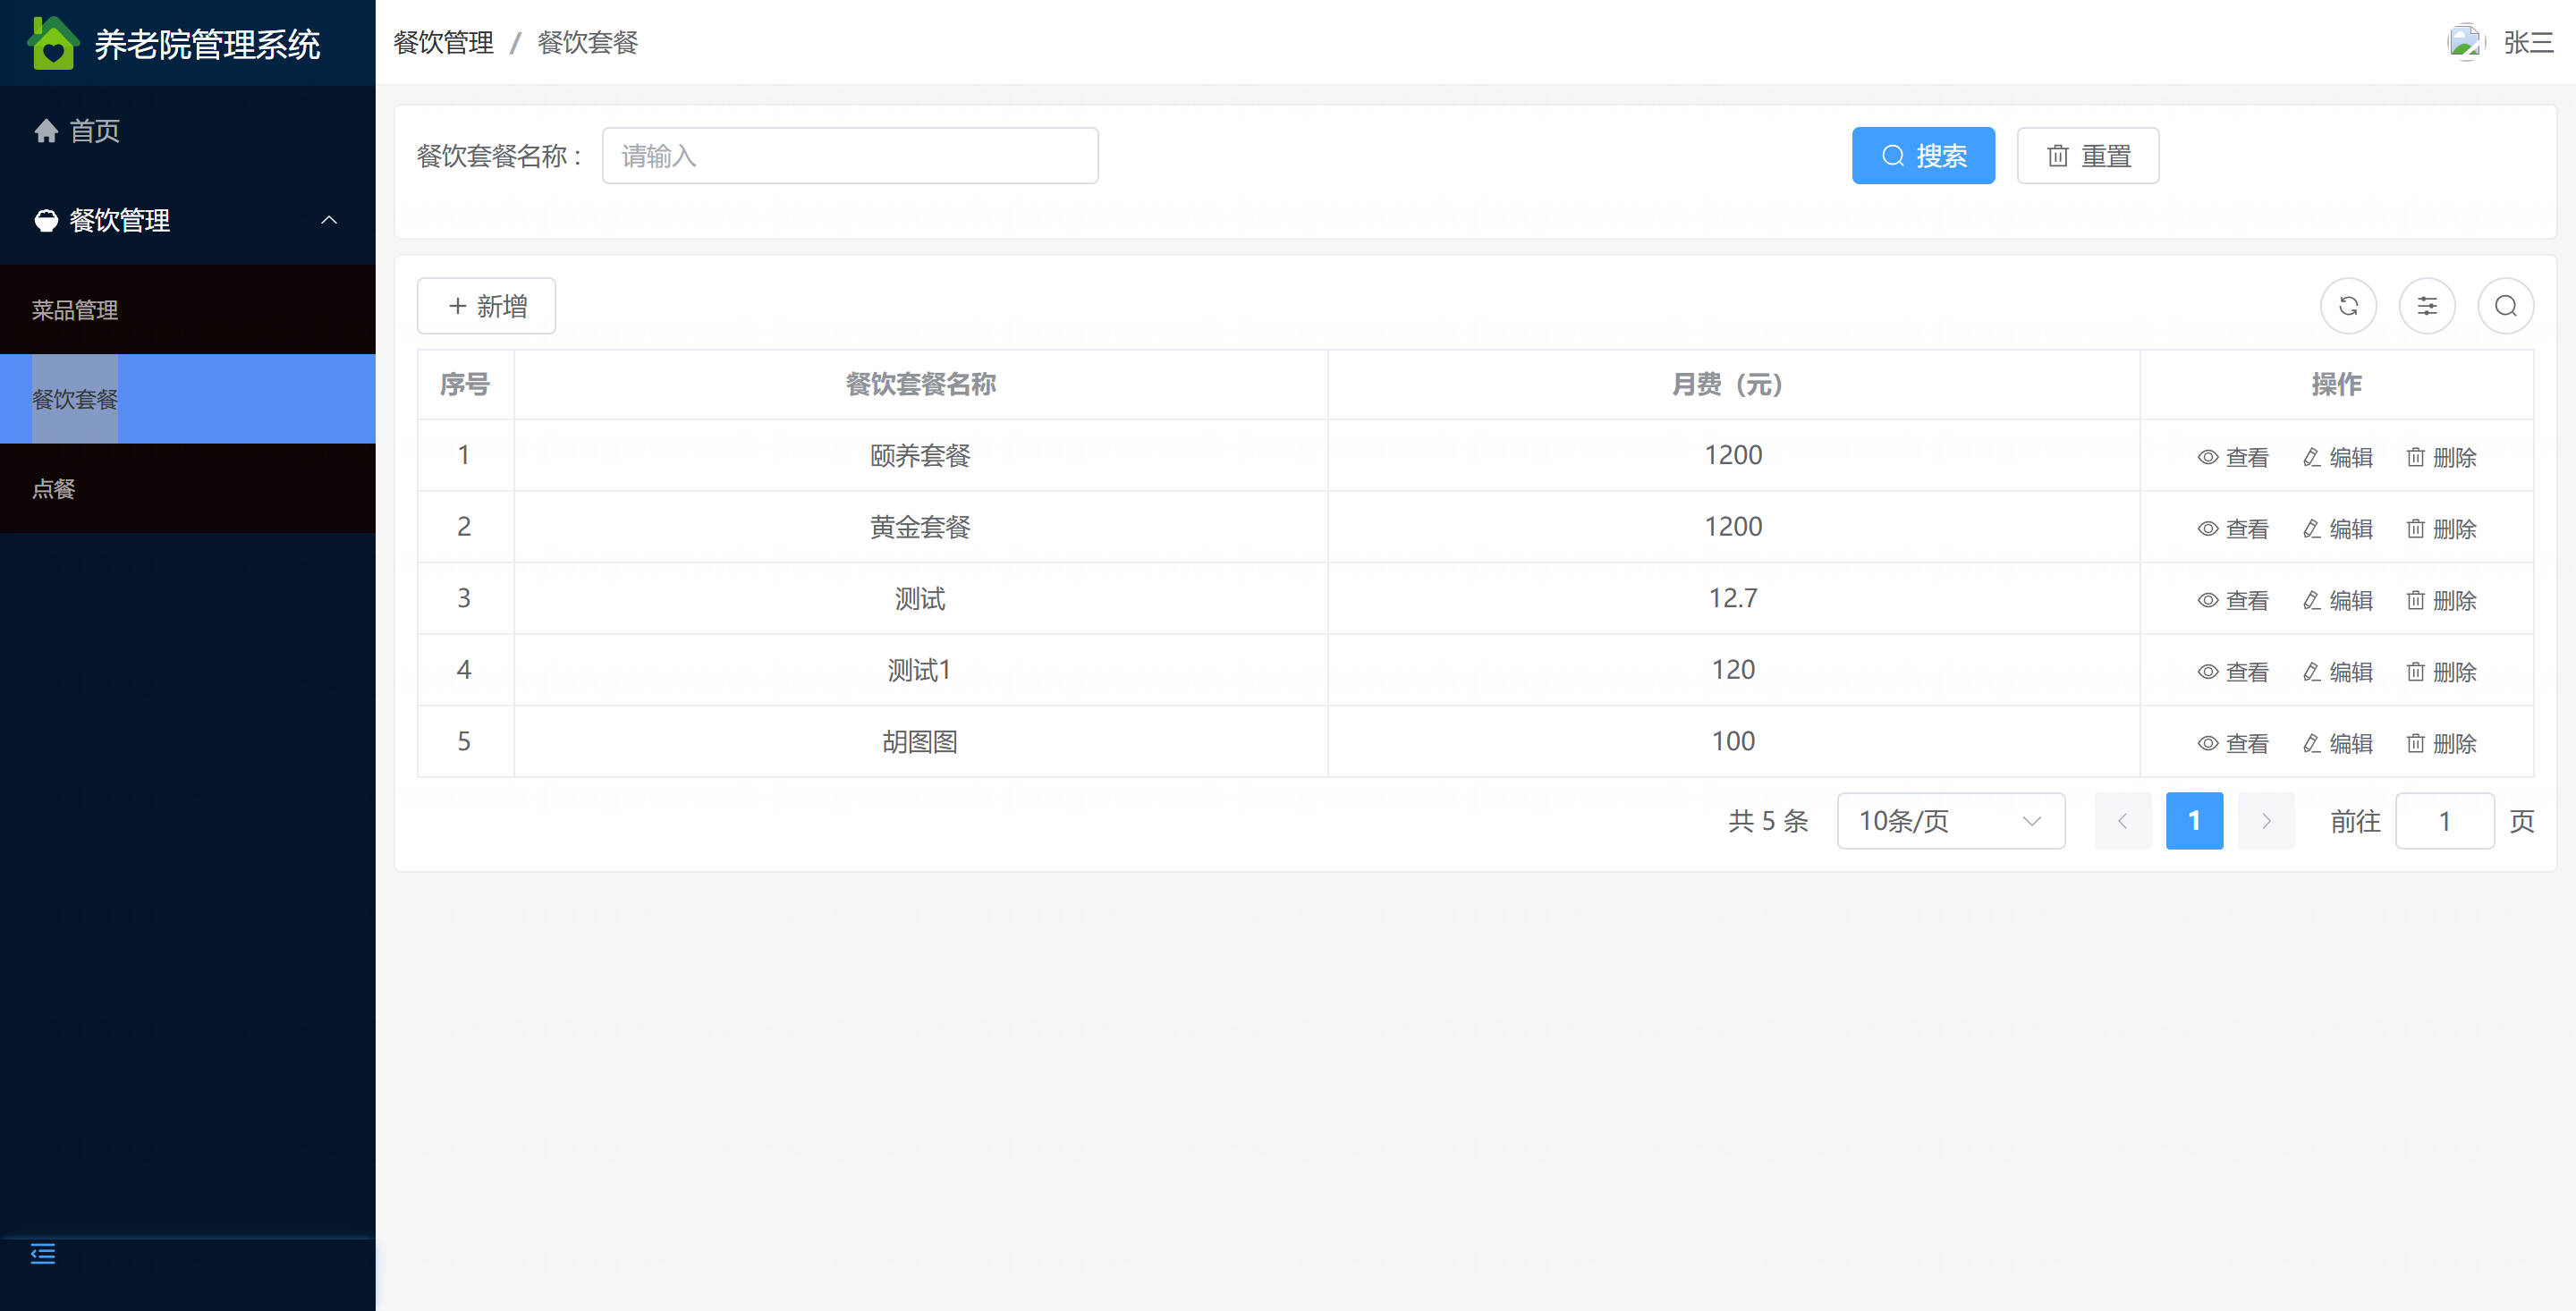 养老院管理系统
餐饮管理 / 餐饮套餐
张三
首页
餐饮管理
菜品管理
餐饮套餐
点餐
餐饮套餐名称：
请输入
搜索
重置
新增
序号 餐饮套餐名称 月费（元） 操作
1 颐养套餐 1200 查看 编辑 删除
2 黄金套餐 1200 查看 编辑 删除
3 测试 12.7 查看 编辑 删除
4 测试1 120 查看 编辑 删除
5 胡图图 100 查看 编辑 删除
共 5 条 10条/页 1 前往 1 页